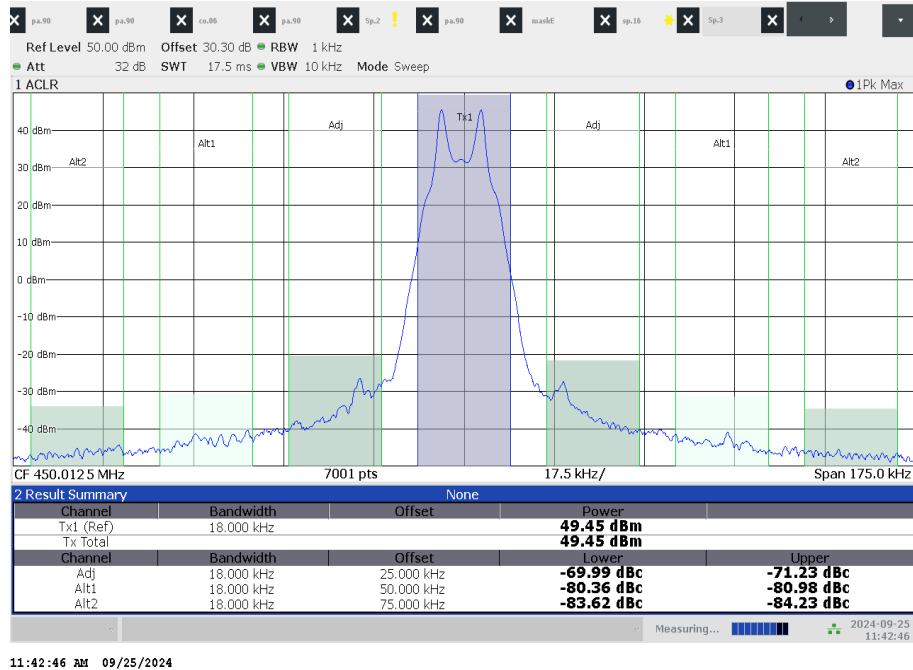 pa.90 pa.90 co.06 pa.90 Sp.2 pa.90 maskE sp.16 Sp.3
Ref Level 50.00 dBm Offset 30.30 dB RBW 1 kHz
Att 32 dB SWT 17.5 ms VBW 10 kHz Mode Sweep
1 ACLR 1Pk Max
Tx1
Adj Adj
40 dBm
Alt1 Alt1
Alt2 Alt2
30 dBm
20 dBm
10 dBm
0 dBm
-10 dBm
-20 dBm
-30 dBm
-40 dBm
CF 450.0125 MHz 7001 pts 17.5 kHz/ Span 175.0 kHz
2 Result Summary None
Channel Bandwidth Offset Power
Tx1 (Ref) 18.000 kHz 49.45 dBm
Tx Total 49.45 dBm
Channel Bandwidth Offset Lower Upper
Adj 18.000 kHz 25.000 kHz -69.99 dBc -71.23 dBc
Alt1 18.000 kHz 50.000 kHz -80.36 dBc -80.98 dBc
Alt2 18.000 kHz 75.000 kHz -83.62 dBc -84.23 dBc
Measuring... 2024-09-25
11:42:46
11:42:46 AM 09/25/2024